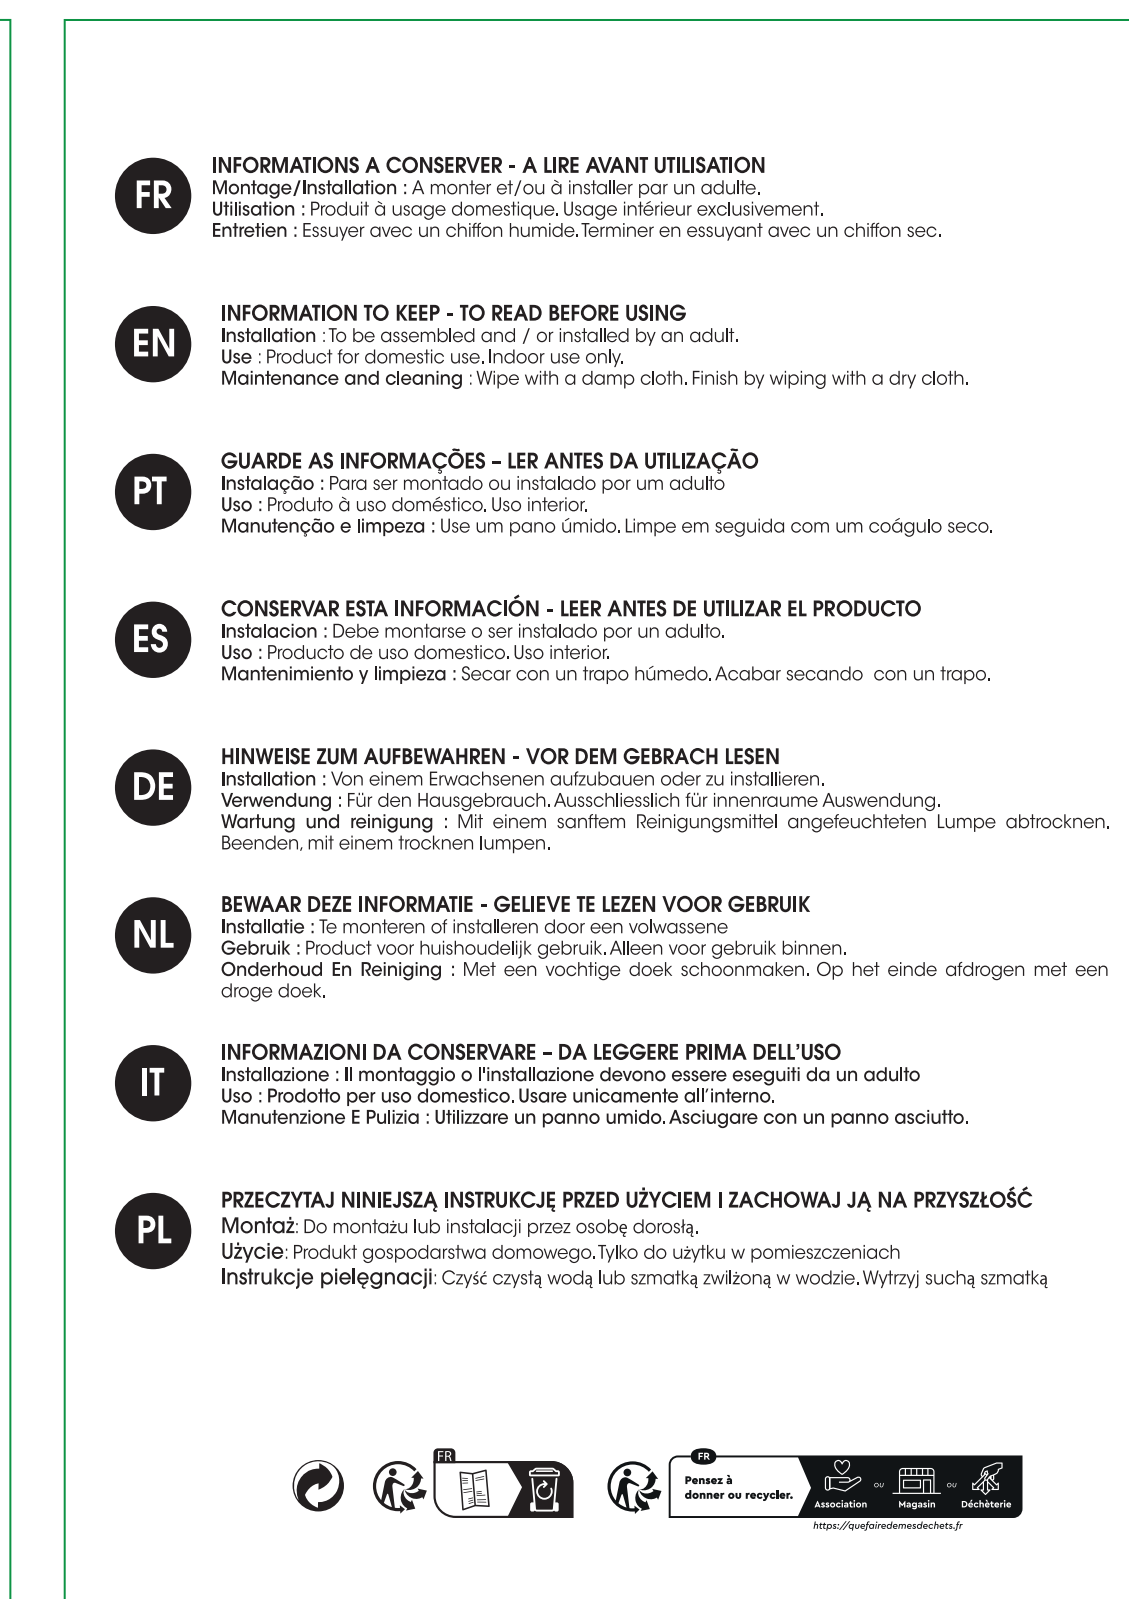 FR
INFORMATIONS A CONSERVER - A LIRE AVANT UTILISATION
Montage/Installation : A monter et/ou à installer par un adulte.
Utilisation : Produit à usage domestique. Usage intérieur exclusivement.
Entretien : Essuyer avec un chiffon humide. Terminer en essuyant avec un chiffon sec.
EN
INFORMATION TO KEEP - TO READ BEFORE USING
Installation : To be assembled and / or installed by an adult.
Use : Product for domestic use. Indoor use only.
Maintenance and cleaning : Wipe with a damp cloth. Finish by wiping with a dry cloth.
PT
GUARDE AS INFORMAÇÕES – LER ANTES DA UTILIZAÇÃO
Instalação : Para ser montado ou instalado por um adulto
Uso : Produto à uso doméstico. Uso interior.
Manutenção e limpeza : Use um pano úmido. Limpe em seguida com um coágulo seco.
ES
CONSERVAR ESTA INFORMACIÓN - LEER ANTES DE UTILIZAR EL PRODUCTO
Instalacion : Debe montarse o ser instalado por un adulto.
Uso : Producto de uso domestico. Uso interior.
Mantenimiento y limpieza : Secar con un trapo húmedo. Acabar secando con un trapo.
DE
HINWEISE ZUM AUFBEWAHREN - VOR DEM GEBRACH LESEN
Installation : Von einem Erwachsenen aufzubauen oder zu installieren.
Verwendung : Für den Hausgebrauch. Ausschliesslich für innenraume Auswendung.
Wartung und reinigung : Mit einem sanftem Reinigungsmittel angefeuchteten Lumpe abtrocknen.
Beenden, mit einem trocknen lumpen.
NL
BEWAAR DEZE INFORMATIE - GELIEVE TE LEZEN VOOR GEBRUIK
Installatie : Te monteren of installeren door een volwassene
Gebruik : Product voor huishoudelijk gebruik. Alleen voor gebruik binnen.
Onderhoud En Reiniging : Met een vochtige doek schoonmaken. Op het einde afdrogen met een
droge doek.
IT
INFORMAZIONI DA CONSERVARE – DA LEGGERE PRIMA DELL'USO
Installazione : Il montaggio o l'installazione devono essere eseguiti da un adulto
Uso : Prodotto per uso domestico. Usare unicamente all'interno.
Manutenzione E Pulizia : Utilizzare un panno umido. Asciugare con un panno asciutto.
PL
PRZECZYTAJ NINIEJSZĄ INSTRUKCJĘ PRZED UŻYCIEM I ZACHOWAJ JĄ NA PRZYSZŁOŚĆ
Montaż: Do montażu lub instalacji przez osobę dorosłą.
Użycie: Produkt gospodarstwa domowego. Tylko do użytku w pomieszczeniach
Instrukcje pielęgnacji: Czyść czystą wodą lub szmatką zwilżoną w wodzie. Wytrzyj suchą szmatką
FR
FR
Pensez à
donner ou recycler.
Association ou Magasin ou Déchèterie
https://quefairedemesdechets.fr